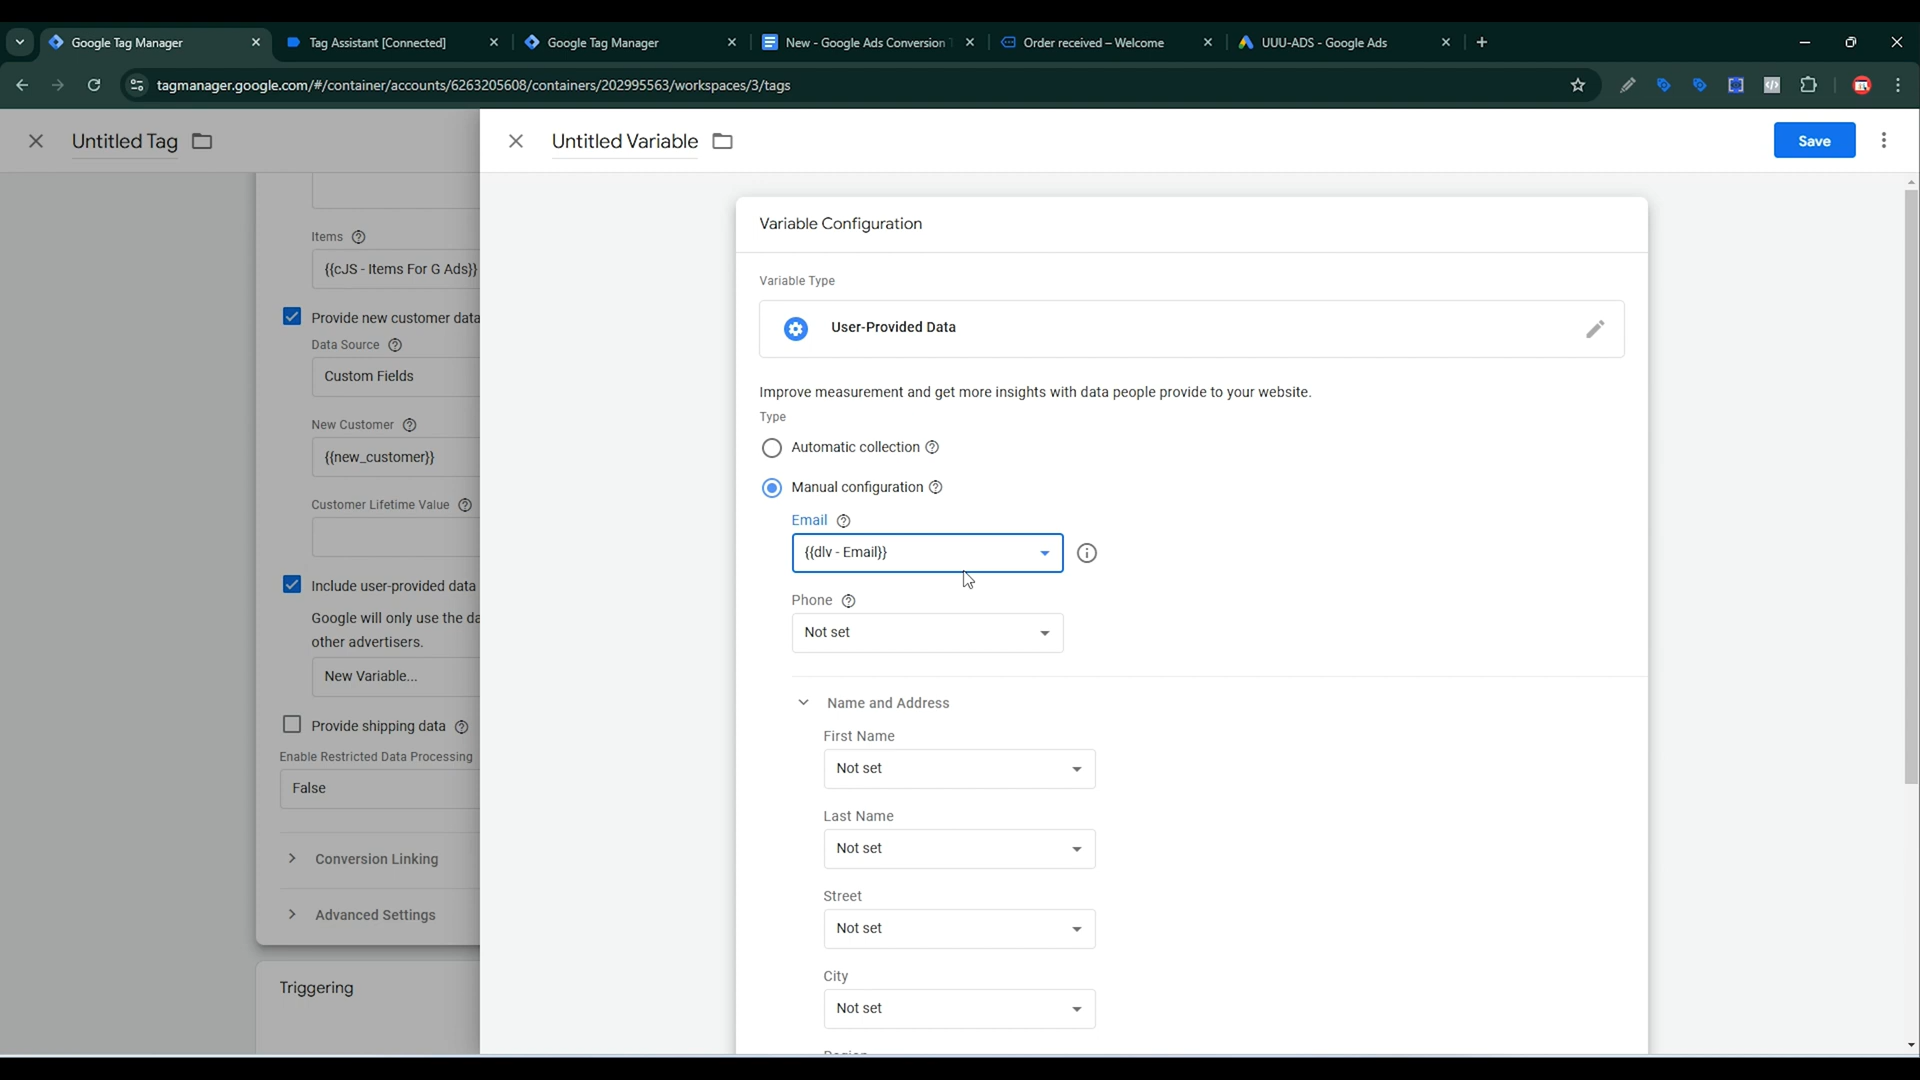 Google Tag Manager
Tag Assistant [Connected]
Google Tag Manager
New - Google Ads Conversion
Order received – Welcome
UUU-ADS - Google Ads
tagmanager.google.com/#/container/accounts/6263205608/containers/202995563/workspaces/3/tags
Untitled Tag
Items
{{cJS - Items For G Ads}}
Provide new customer data
Data Source
Custom Fields
New Customer
{{new_customer}}
Customer Lifetime Value
Include user-provided data
Google will only use the da
other advertisers.
New Variable...
Provide shipping data
Enable Restricted Data Processing
False
Conversion Linking
Advanced Settings
Triggering
Untitled Variable
Save
Variable Configuration
Variable Type
User-Provided Data
Improve measurement and get more insights with data people provide to your website.
Type
Automatic collection
Manual configuration
Email
{{dlv - Email}}
Phone
Not set
Name and Address
First Name
Not set
Last Name
Not set
Street
Not set
City
Not set